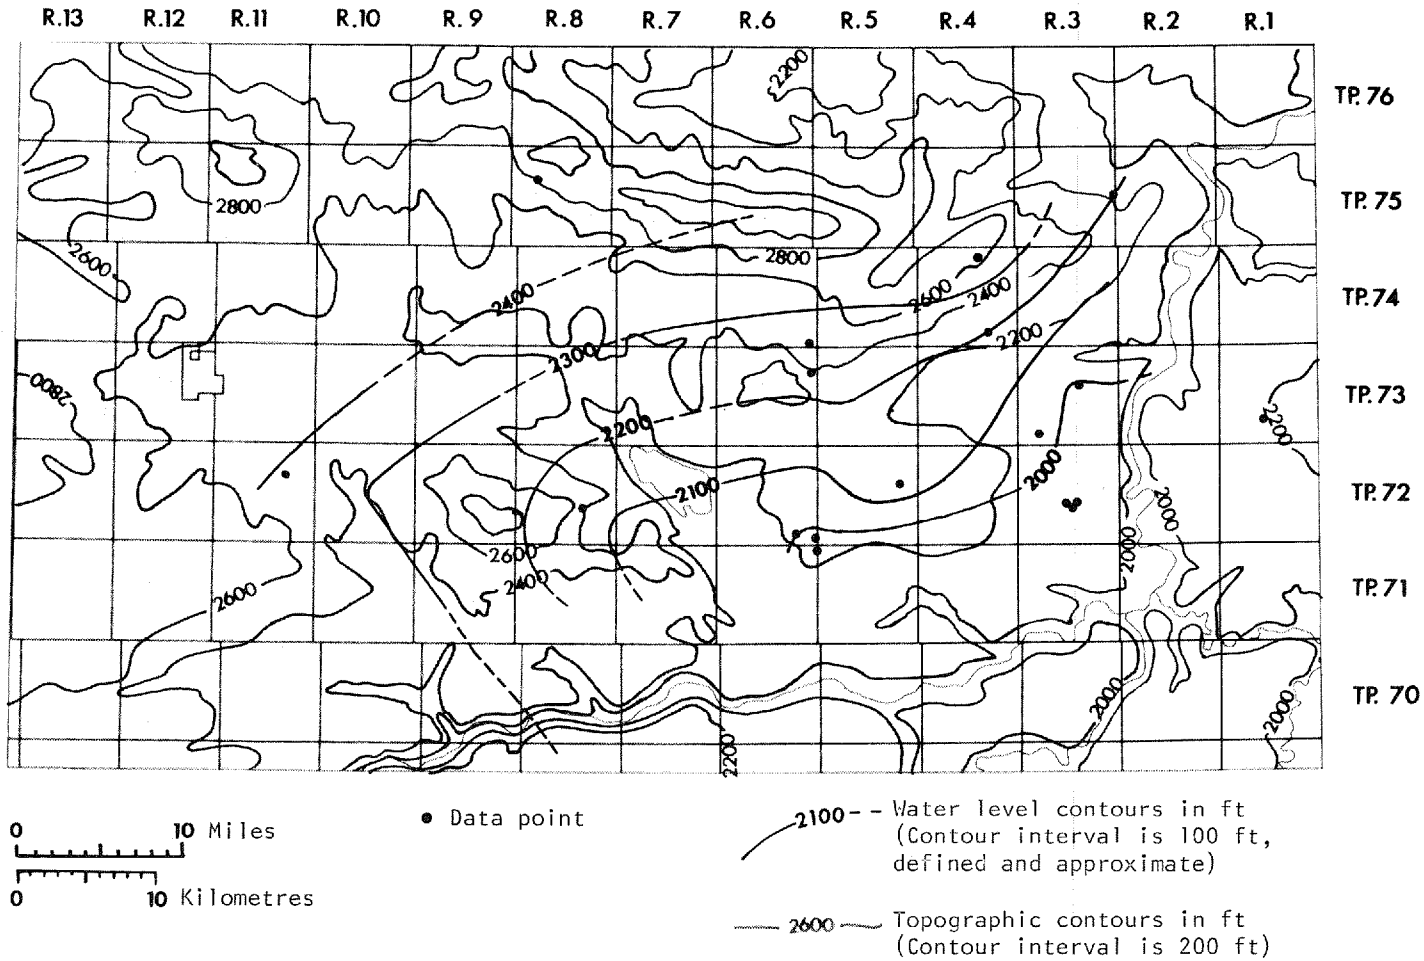 R.13 R.12 R.11 R.10 R.9 R.8 R.7 R.6 R.5 R.4 R.3 R.2 R.1
2200
TP. 76
2800
TP. 75
2600
2800
2400
2600
2400
TP. 74
2200
2300
2800
TP. 73
2200
2200
2000
2100
TP. 72
2000
2000
2600
2400
2600
TP. 71
2000
2000
TP. 70
2200
0 10 Miles
0 10 Kilometres
Data point
2100
Water level contours in ft
(Contour interval is 100 ft,
defined and approximate)
2600
Topographic contours in ft
(Contour interval is 200 ft)